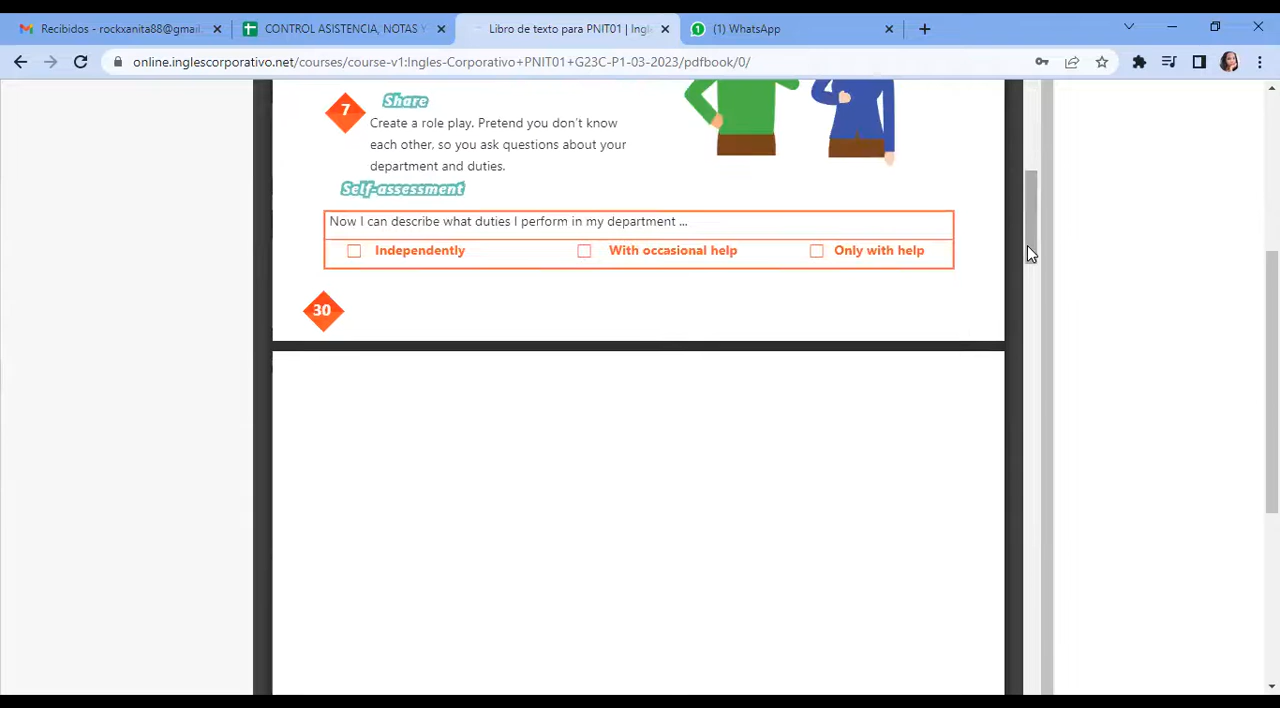 Recibidos - rockxanita88@gmail.
CONTROL ASISTENCIA, NOTAS Y
Libro de texto para PNIT01 | Ingl
(1) WhatsApp
online.inglescorporativo.net/courses/course-v1:Ingles-Corporativo+PNIT01+G23C-P1-03-2023/pdfbook/0/
7
Share
Create a role play. Pretend you don't know
each other, so you ask questions about your
department and duties.
Self-assessment
Now I can describe what duties I perform in my department ...
Independently
With occasional help
Only with help
30